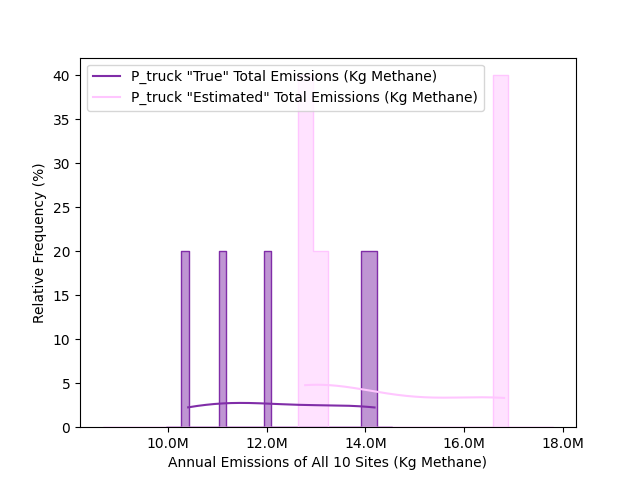 P_truck "True" Total Emissions (Kg Methane)
P_truck "Estimated" Total Emissions (Kg Methane)
40
35
30
25
20
15
10
5
0
Relative Frequency (%)
10.0M 12.0M 14.0M 16.0M 18.0M
Annual Emissions of All 10 Sites (Kg Methane)